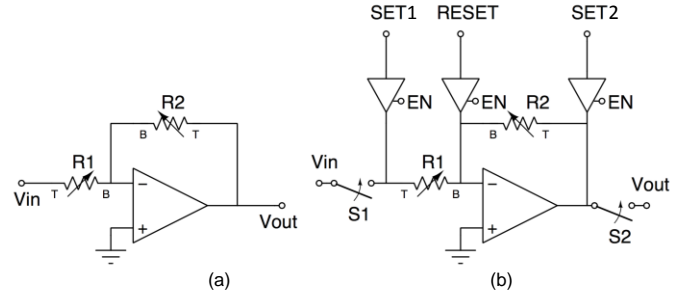 SET1 RESET SET2
EN EN EN
R2 R2
B T B T
Vin R1 R1
Vin T B T B Vout
− −
+ +
Vout S1 S2
(a) (b)